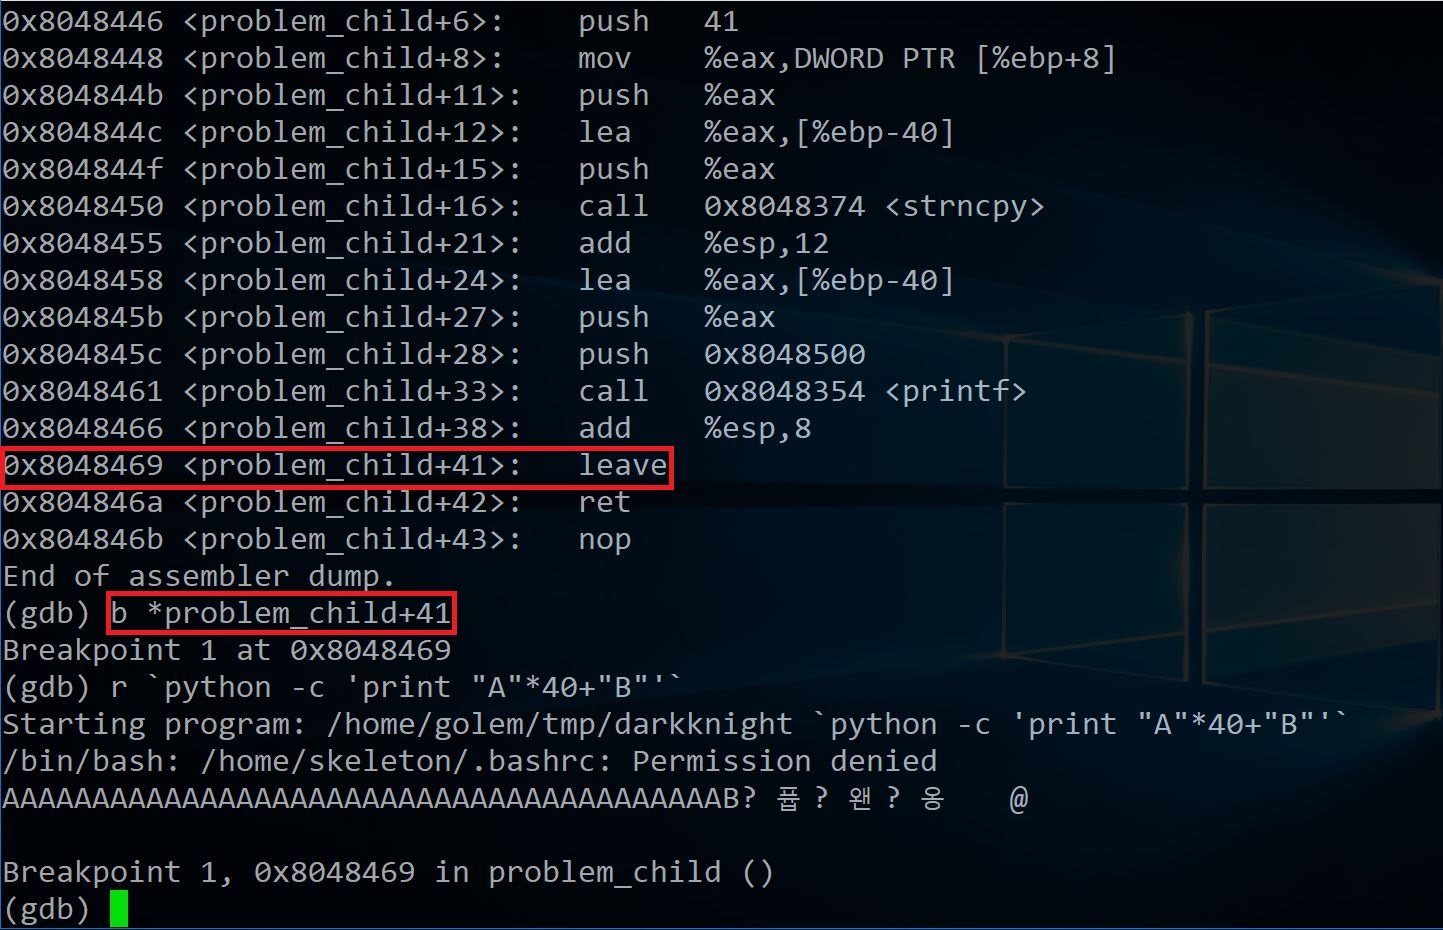 0x8048446 <problem_child+6>: push 41
0x8048448 <problem_child+8>: mov %eax,DWORD PTR [%ebp+8]
0x804844b <problem_child+11>: push %eax
0x804844c <problem_child+12>: lea %eax,[%ebp-40]
0x804844f <problem_child+15>: push %eax
0x8048450 <problem_child+16>: call 0x8048374 <strncpy>
0x8048455 <problem_child+21>: add %esp,12
0x8048458 <problem_child+24>: lea %eax,[%ebp-40]
0x804845b <problem_child+27>: push %eax
0x804845c <problem_child+28>: push 0x8048500
0x8048461 <problem_child+33>: call 0x8048354 <printf>
0x8048466 <problem_child+38>: add %esp,8
0x8048469 <problem_child+41>: leave
0x804846a <problem_child+42>: ret
0x804846b <problem_child+43>: nop
End of assembler dump.
(gdb) b *problem_child+41
Breakpoint 1 at 0x8048469
(gdb) r `python -c 'print "A"*40+"B"'`
Starting program: /home/golem/tmp/darkknight `python -c 'print "A"*40+"B"'`
/bin/bash: /home/skeleton/.bashrc: Permission denied
AAAAAAAAAAAAAAAAAAAAAAAAAAAAAAAAAAAAAAAAB? 퓹 ? 왠 ? 옹 @
Breakpoint 1, 0x8048469 in problem_child ()
(gdb)